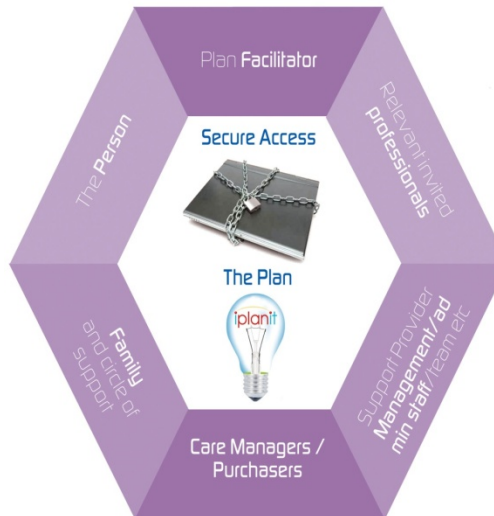 Plan Facilitator
Relevant invited
professionals
The Person
Secure Access
The Plan
iplanit
Family
and circle of
support
Support Provider
Management/ad
min staff/team etc
Care Managers /
Purchasers